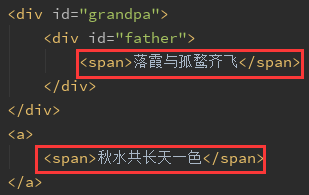 <div id="grandpa">
<div id="father">
<span>落霞与孤鹜齐飞</span>
</div>
</div>
<a>
<span>秋水共长天一色</span>
</a>